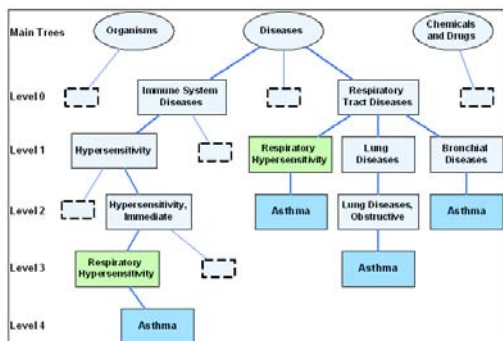 Main Trees
Organisms
Diseases
Chemicals
and Drugs
Level 0
Immune System
Diseases
Respiratory
Tract Diseases
Level 1
Hypersensitivity
Respiratory
Hypersensitivity
Lung
Diseases
Bronchial
Diseases
Level 2
Hypersensitivity,
Immediate
Asthma
Lung Diseases,
Obstructive
Asthma
Level 3
Respiratory
Hypersensitivity
Asthma
Level 4
Asthma